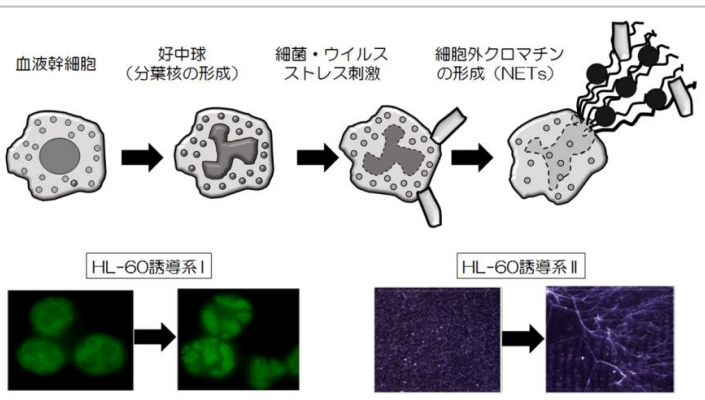 血液幹細胞
好中球
（分葉核の形成）
細菌・ウイルス
ストレス刺激
細胞外クロマチン
の形成（NETs）
HL-60誘導系Ⅰ
HL-60誘導系Ⅱ